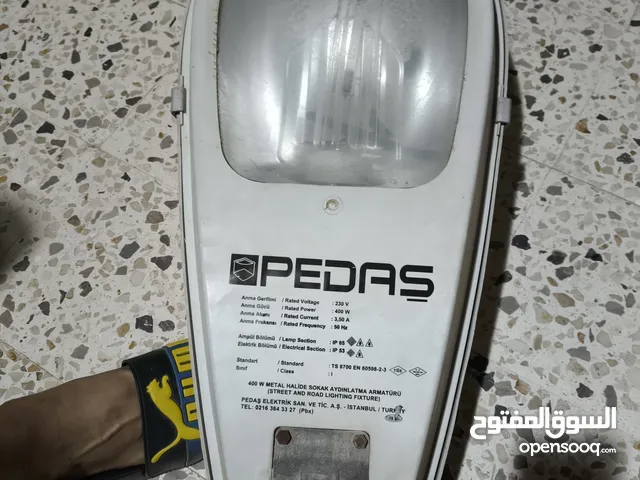 PEDAŞ
Anma Gerilimi / Rated Voltage : 230 V
Anma Gücü / Rated Power : 400 W
Anma Akımı / Rated Current : 3,50 A
Anma Frekansı / Rated Frequency : 50 Hz
Ampül Bölümü / Lamp Section : IP 65
Elektrik Bölümü / Electrical Section : IP 53
Standart / Standard : TS 8700 EN 60598-2-3
Sınıf / Class : I
400 W METAL HALİDE SOKAK AYDINLATMA ARMATÜRÜ
(STREET AND ROAD LIGHTING FIXTURE)
PEDAŞ ELEKTRİK SAN. VE TİC. A.Ş. - İSTANBUL / TURKEY
TEL: 0216 364 33 27 (Pbx)
PUMA
السوق المفتوح
opensooq.com